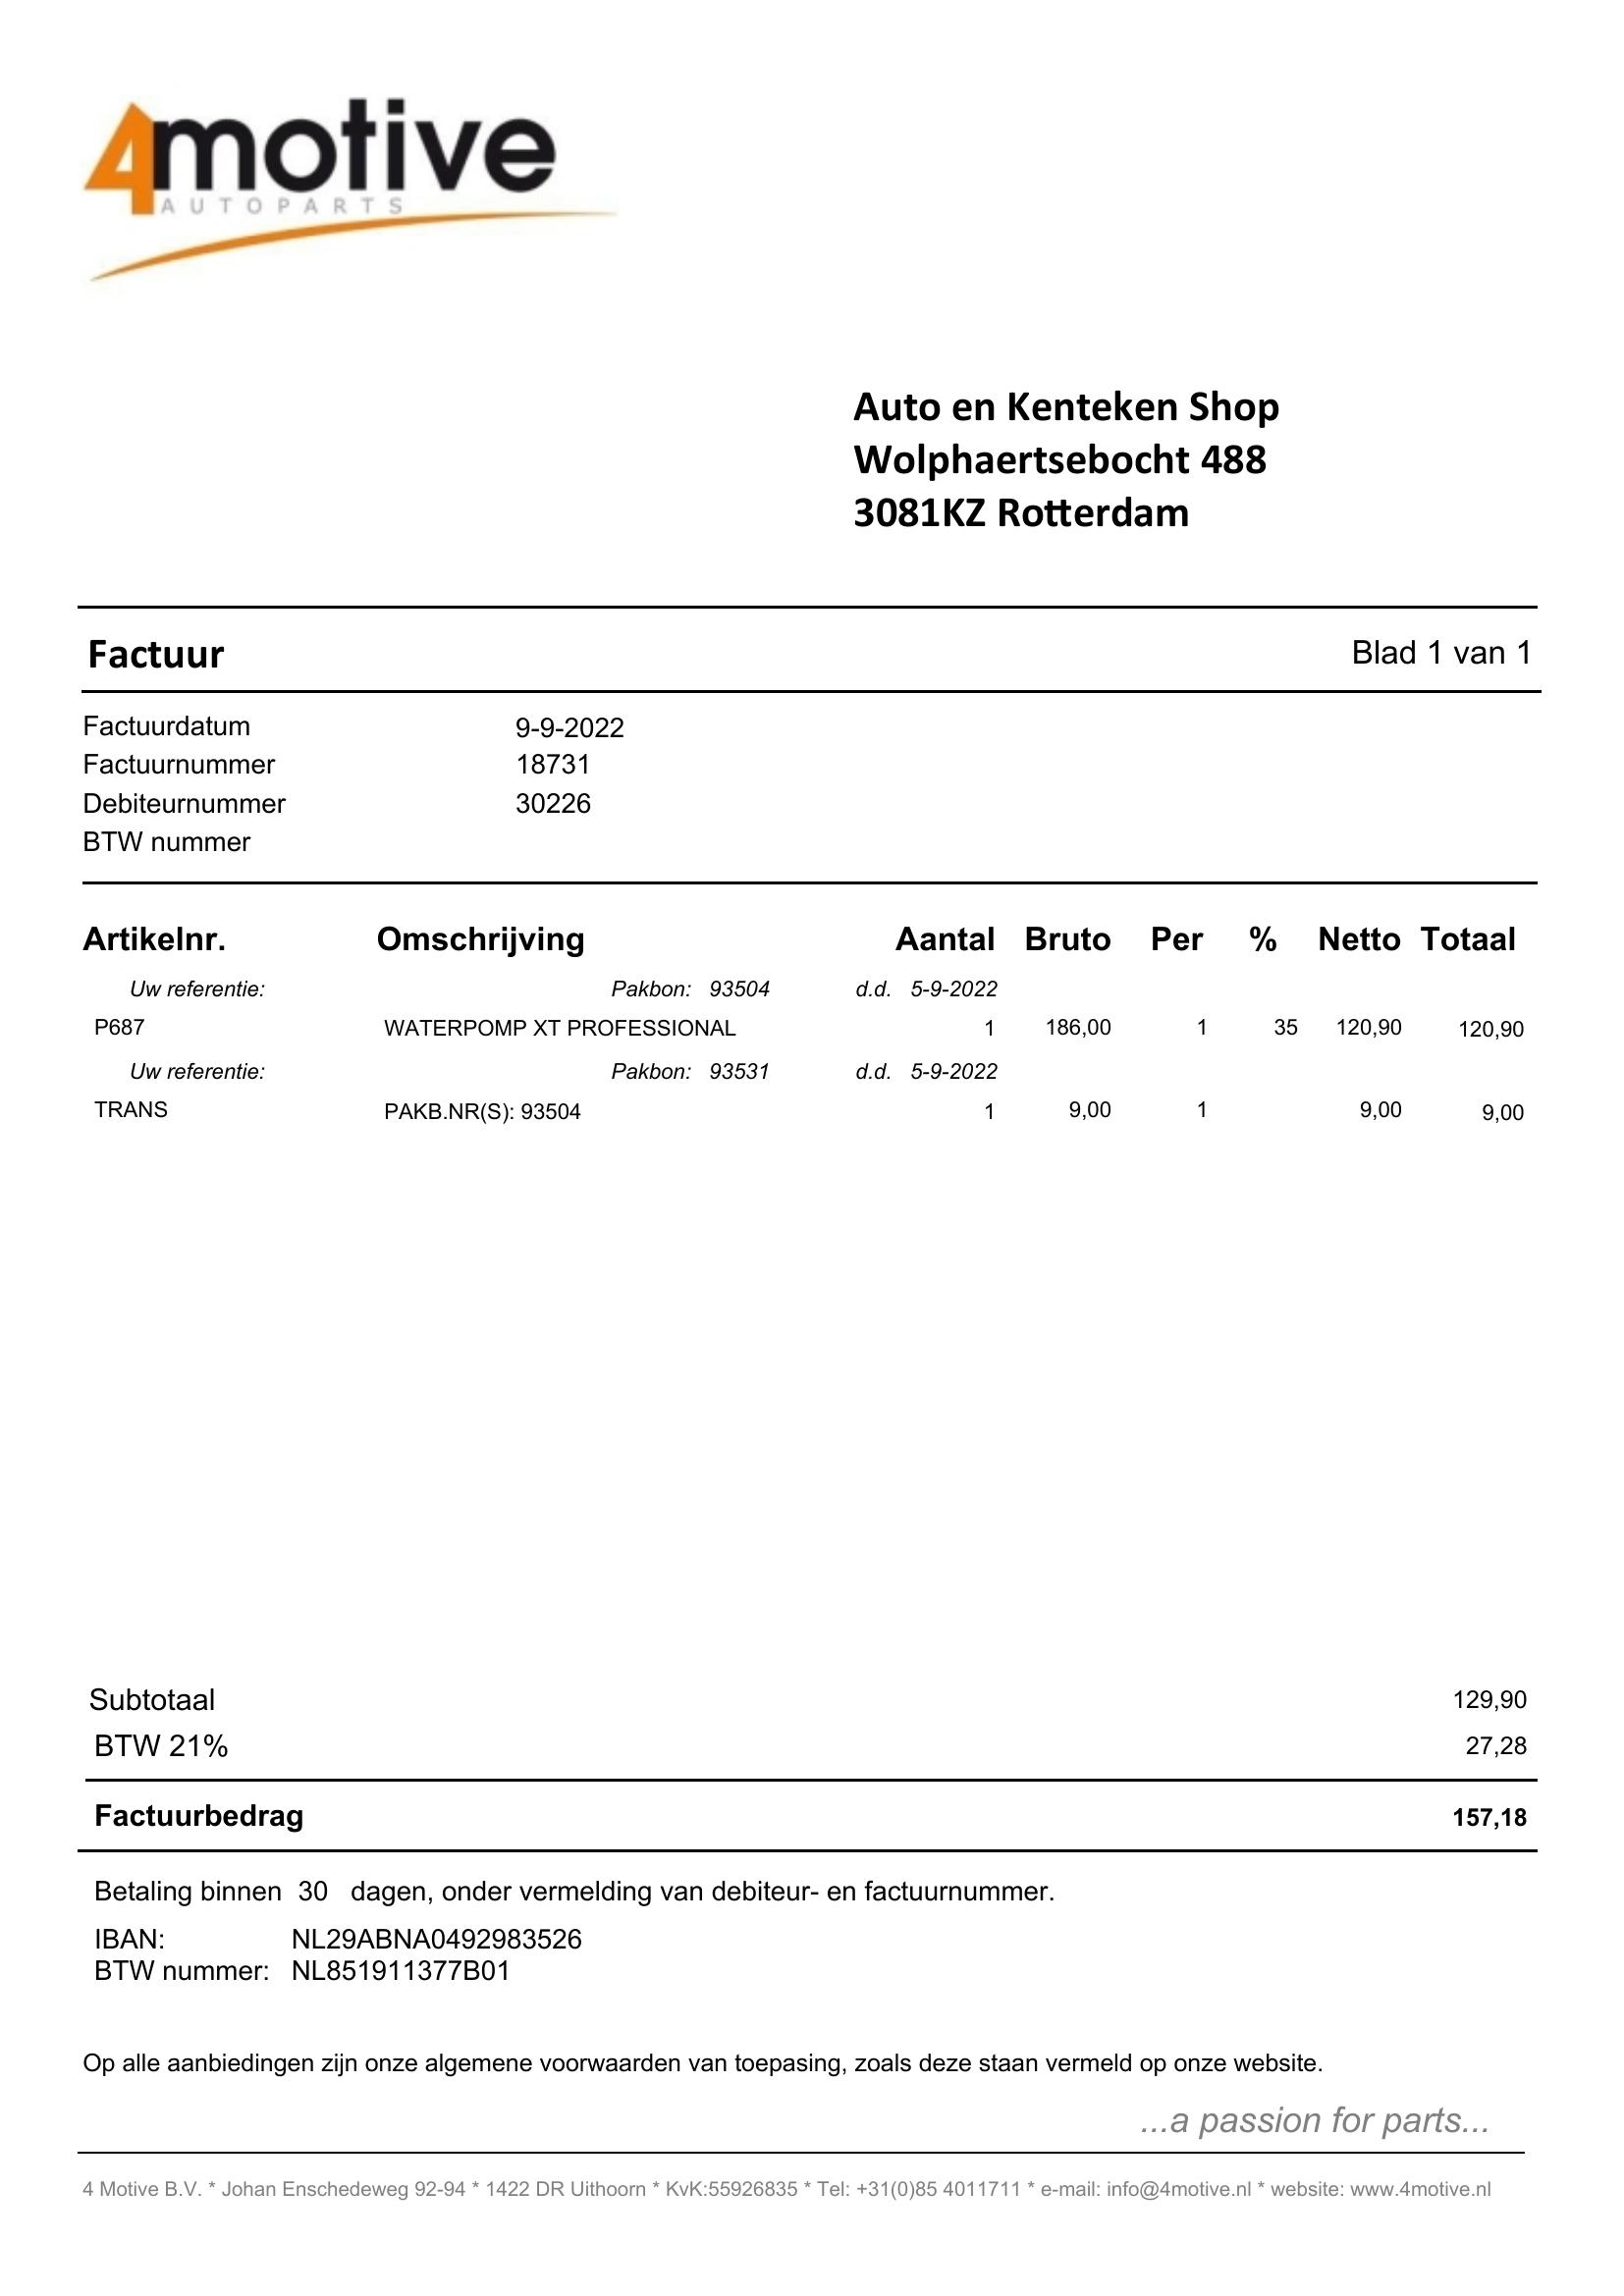 4motive
AUTOPARTS
Auto en Kenteken Shop
Wolphaertsebocht 488
3081KZ Rotterdam
Factuur Blad 1 van 1
Factuurdatum 9-9-2022
Factuurnummer 18731
Debiteurnummer 30226
BTW nummer
Artikelnr. Omschrijving Aantal Bruto Per % Netto Totaal
Uw referentie: Pakbon: 93504 d.d. 5-9-2022
P687 WATERPOMP XT PROFESSIONAL 1 186,00 1 35 120,90 120,90
Uw referentie: Pakbon: 93531 d.d. 5-9-2022
TRANS PAKB.NR(S): 93504 1 9,00 1 9,00 9,00
Subtotaal 129,90
BTW 21% 27,28
Factuurbedrag 157,18
Betaling binnen 30 dagen, onder vermelding van debiteur- en factuurnummer.
IBAN: NL29ABNA0492983526
BTW nummer: NL851911377B01
Op alle aanbiedingen zijn onze algemene voorwaarden van toepasing, zoals deze staan vermeld op onze website.
...a passion for parts...
4 Motive B.V. * Johan Enschedeweg 92-94 * 1422 DR Uithoorn * KvK:55926835 * Tel: +31(0)85 4011711 * e-mail: info@4motive.nl * website: www.4motive.nl